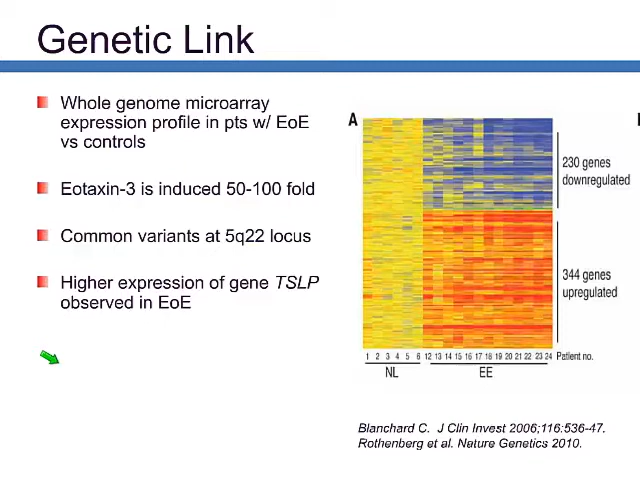 Genetic Link
Whole genome microarray
expression profile in pts w/ EoE
vs controls
Eotaxin-3 is induced 50-100 fold
Common variants at 5q22 locus
Higher expression of gene TSLP
observed in EoE
A
230 genes
downregulated
344 genes
upregulated
1 2 3 4 5 6 12 13 14 15 16 17 18 19 20 21 22 23 24 Patient no.
NL EE
Blanchard C. J Clin Invest 2006;116:536-47.
Rothenberg et al. Nature Genetics 2010.